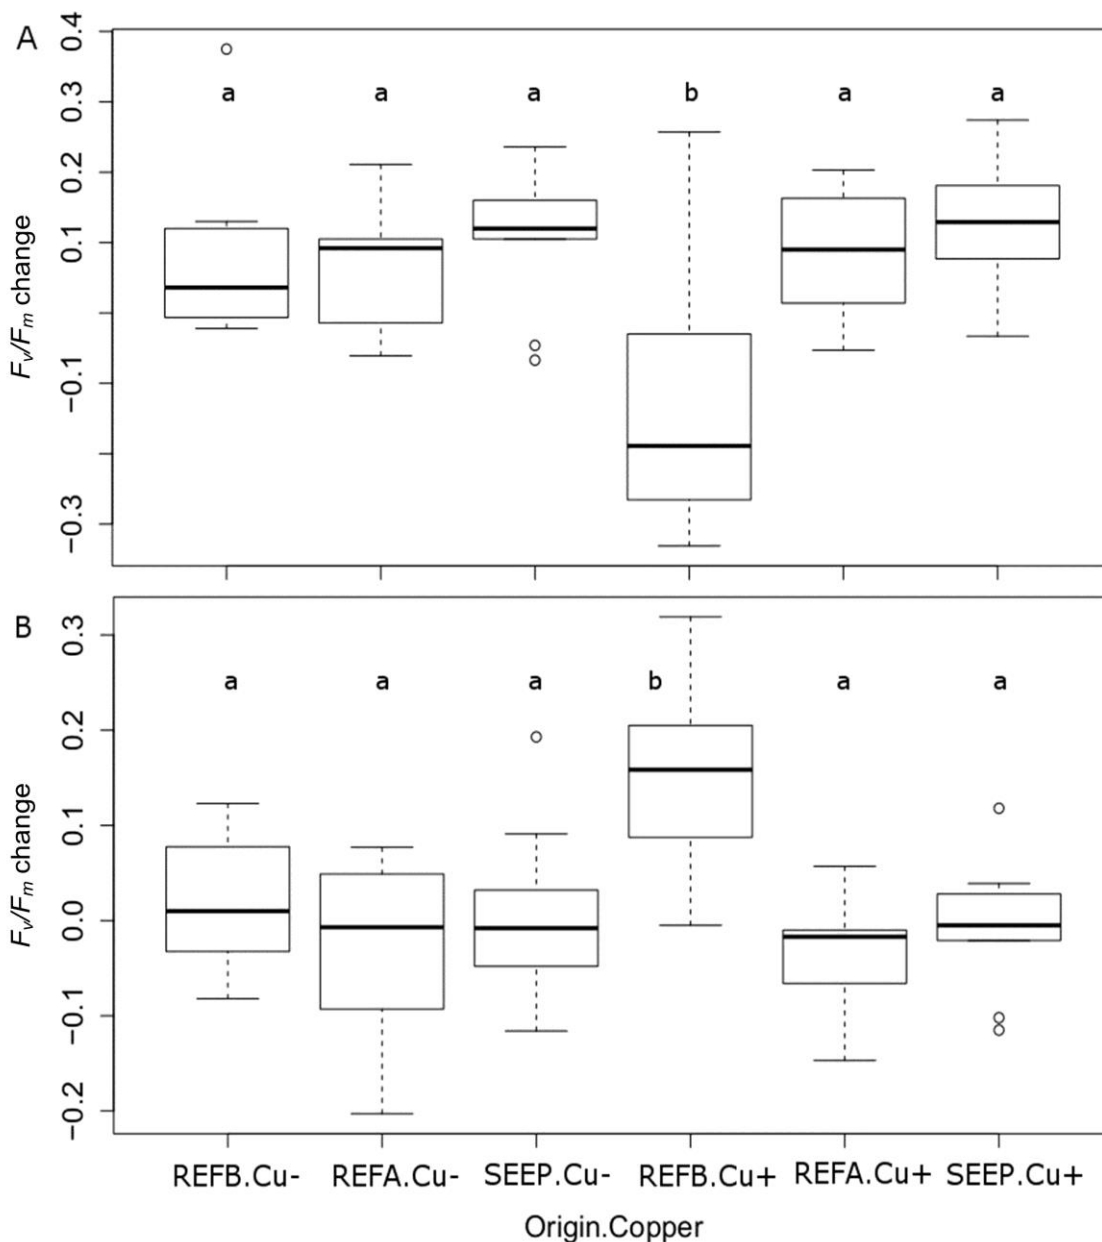 A
0.4
0.3
0.2
0.1
−0.1
−0.3
Fv/Fm change
a a a b a a
B
0.3
0.2
0.1
0.0
−0.1
−0.2
Fv/Fm change
a a a b a a
REFB.Cu- REFA.Cu- SEEP.Cu- REFB.Cu+ REFA.Cu+ SEEP.Cu+
Origin.Copper